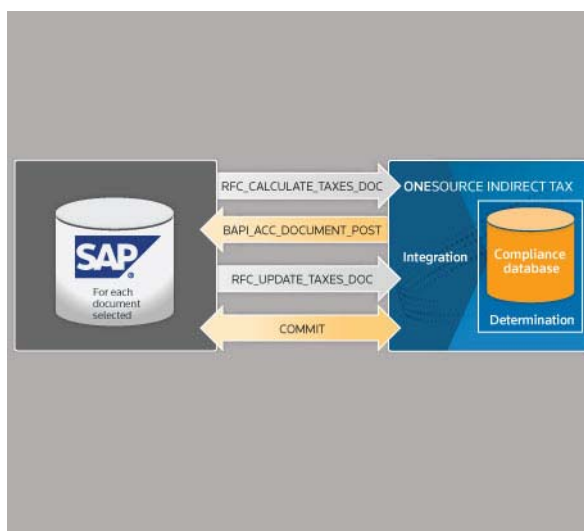 RFC_CALCULATE_TAXES_DOC
ONESOURCE INDIRECT TAX
BAPI_ACC_DOCUMENT_POST
SAP
®
For each
document
selected
Integration
Compliance
database
RFC_UPDATE_TAXES_DOC
Determination
COMMIT